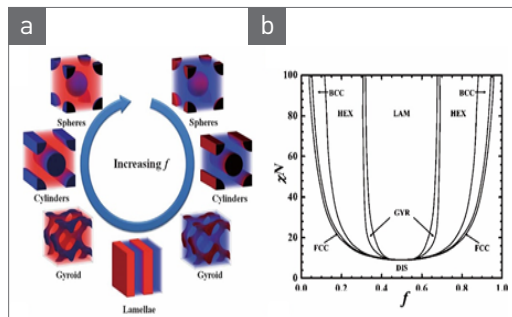 a
Spheres
Spheres
Cylinders
Increasing f
Cylinders
Gyroid
Gyroid
Lamellae
b
100
80
60
40
20
0
χN
BCC
BCC
HEX
LAM
HEX
GYR
FCC
FCC
DIS
0.0
0.2
0.4
0.6
0.8
1.0
f